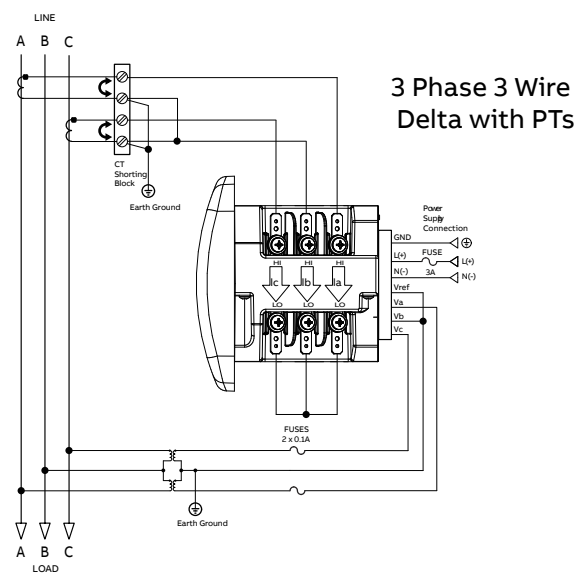 LINE
A B C
3 Phase 3 Wire
Delta with PTs
CT
Shorting
Block
Earth Ground
Power
Supply
Connection
GND
L(+) FUSE L(+)
N(-) 3A N(-)
Vref
Va
Vb
Vc
HI HI HI
Ic Ib Ia
LO LO LO
FUSES
2 x 0.1A
Earth Ground
A B C
LOAD